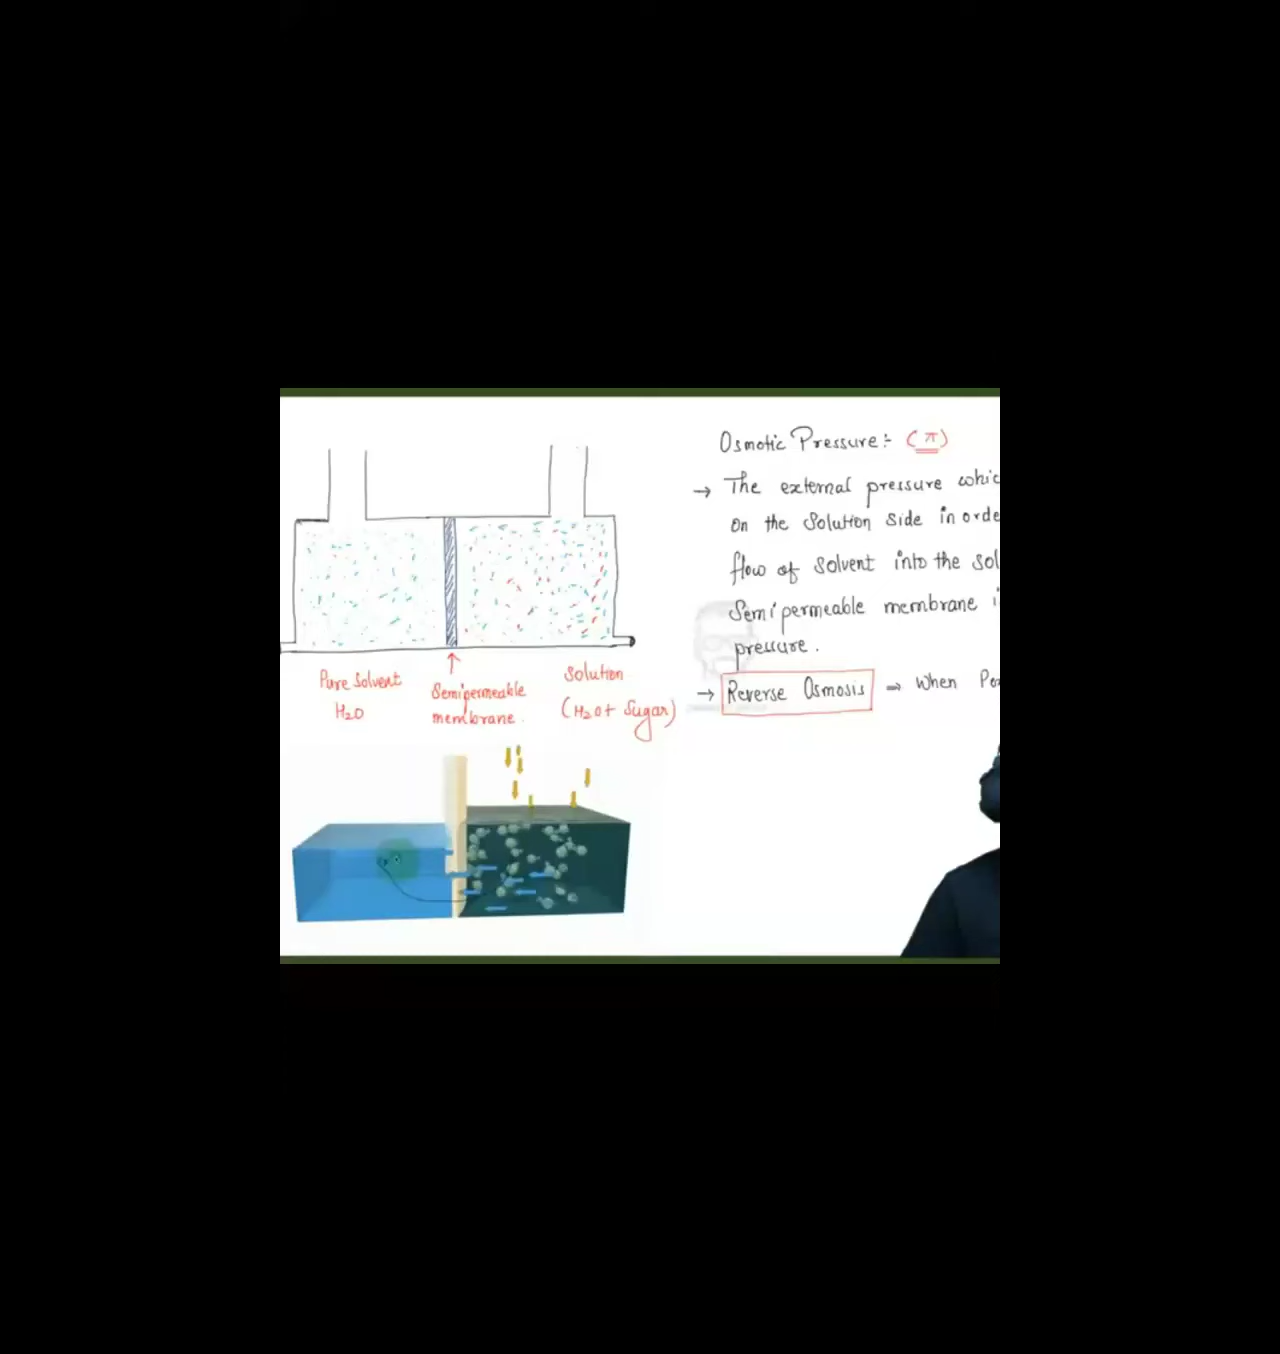 Osmotic Pressure :- (π)
→ The external pressure whic
on the solution side in orde
flow of solvent into the sol
Semipermeable membrane i
pressure.
→ Reverse Osmosis ⇒ When
Pure Solvent
H₂O
↑
Semipermeable
membrane.
Solution
(H₂O + Sugar)